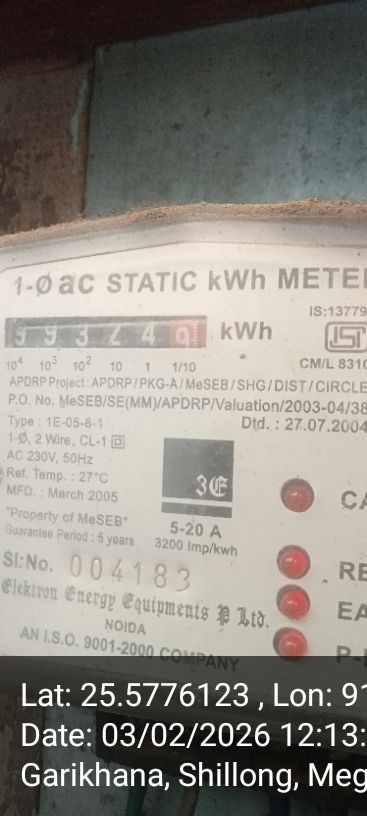 1-Ø ac STATIC kWh METE
IS:13779
99324 9 kWh
10⁴ 10³ 10² 10 1 1/10
CM/L 8310
APDRP Project : APDRP / PKG-A / MeSEB / SHG / DIST / CIRCLE
P.O. No. MeSEB/SE(MM)/APDRP/Valuation/2003-04/38
Dtd. : 27.07.2004
Type : 1E-05-8-1
1-Ø, 2 Wire, CL-1
AC 230V, 50Hz
Ref. Temp. : 27°C
MFD. : March 2005
"Property of MeSEB"
Guarantee Period : 5 years
3E
5-20 A
3200 Imp/kwh
CA
Sl:No. 004183
RE
Elektron Energy Equipments P Ltd.
EA
NOIDA
AN I.S.O. 9001-2000 COMPANY
P-
Lat: 25.5776123 , Lon: 91
Date: 03/02/2026 12:13:
Garikhana, Shillong, Meg